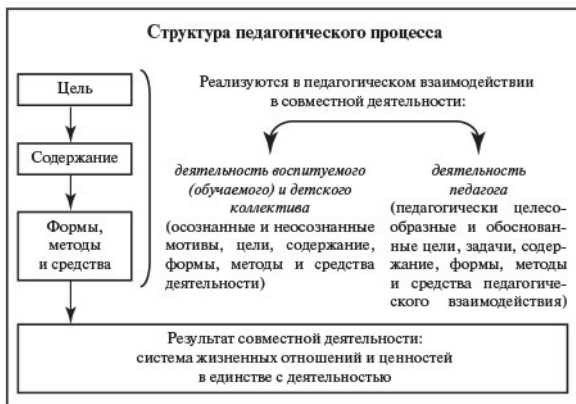 Структура педагогического процесса
Цель
Содержание
Формы,
методы
и средства
Реализуются в педагогическом взаимодействии
в совместной деятельности:
деятельность воспитуемого
(обучаемого) и детского
коллектива
(осознанные и неосознанные
мотивы, цели, содержание,
формы, методы и средства
деятельности)
деятельность
педагога
(педагогически целесо-
образные и обоснован-
ные цели, задачи, содер-
жание, формы, методы
и средства педагогиче-
ческого взаимодействия)
Результат совместной деятельности:
система жизненных отношений и ценностей
в единстве с деятельностью